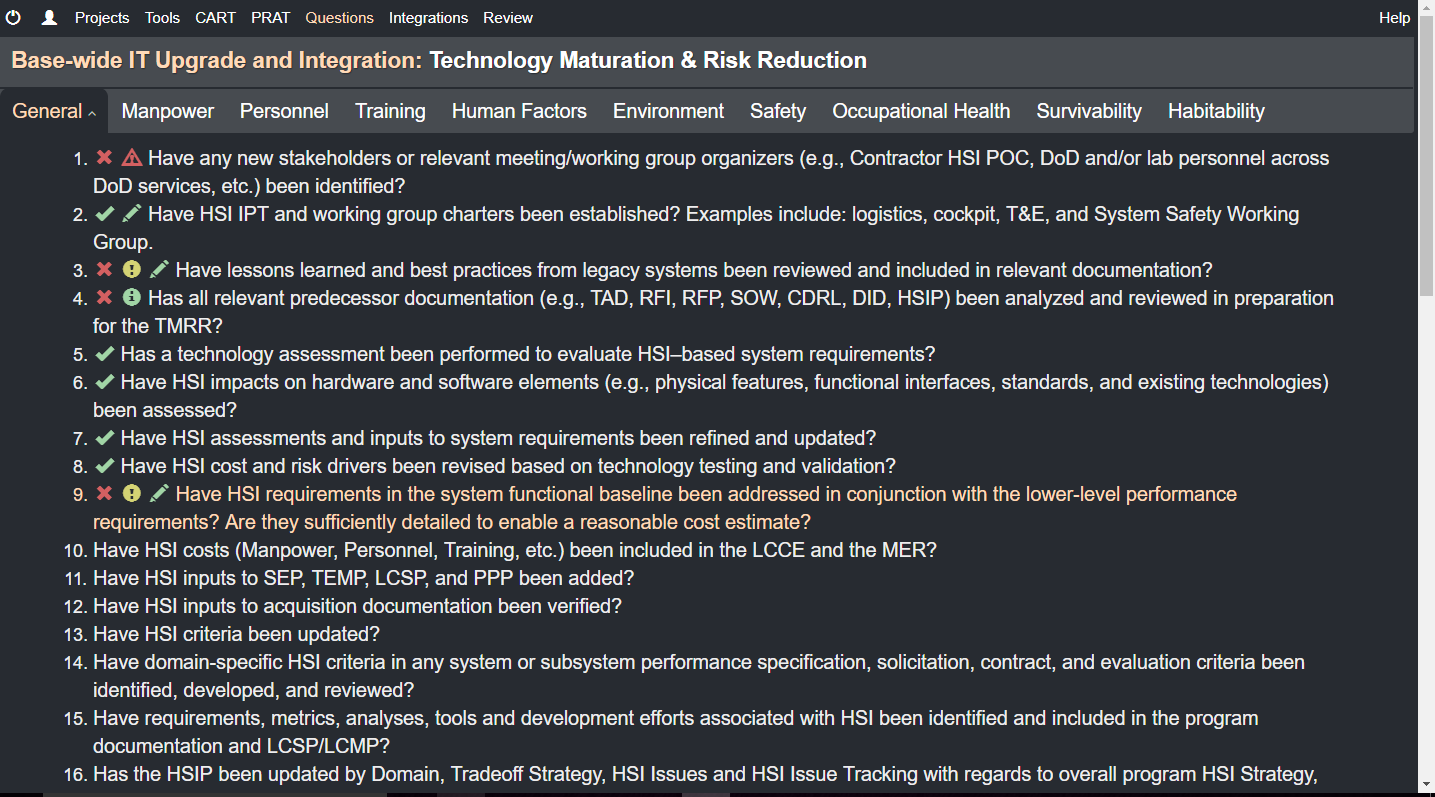 Projects Tools CART PRAT Questions Integrations Review Help
Base-wide IT Upgrade and Integration: Technology Maturation & Risk Reduction
General Manpower Personnel Training Human Factors Environment Safety Occupational Health Survivability Habitability
1. Have any new stakeholders or relevant meeting/working group organizers (e.g., Contractor HSI POC, DoD and/or lab personnel across
DoD services, etc.) been identified?
2. Have HSI IPT and working group charters been established? Examples include: logistics, cockpit, T&E, and System Safety Working
Group.
3. Have lessons learned and best practices from legacy systems been reviewed and included in relevant documentation?
4. Has all relevant predecessor documentation (e.g., TAD, RFI, RFP, SOW, CDRL, DID, HSIP) been analyzed and reviewed in preparation
for the TMRR?
5. Has a technology assessment been performed to evaluate HSI–based system requirements?
6. Have HSI impacts on hardware and software elements (e.g., physical features, functional interfaces, standards, and existing technologies)
been assessed?
7. Have HSI assessments and inputs to system requirements been refined and updated?
8. Have HSI cost and risk drivers been revised based on technology testing and validation?
9. Have HSI requirements in the system functional baseline been addressed in conjunction with the lower-level performance
requirements? Are they sufficiently detailed to enable a reasonable cost estimate?
10. Have HSI costs (Manpower, Personnel, Training, etc.) been included in the LCCE and the MER?
11. Have HSI inputs to SEP, TEMP, LCSP, and PPP been added?
12. Have HSI inputs to acquisition documentation been verified?
13. Have HSI criteria been updated?
14. Have domain-specific HSI criteria in any system or subsystem performance specification, solicitation, contract, and evaluation criteria been
identified, developed, and reviewed?
15. Have requirements, metrics, analyses, tools and development efforts associated with HSI been identified and included in the program
documentation and LCSP/LCMP?
16. Has the HSIP been updated by Domain, Tradeoff Strategy, HSI Issues and HSI Issue Tracking with regards to overall program HSI Strategy,